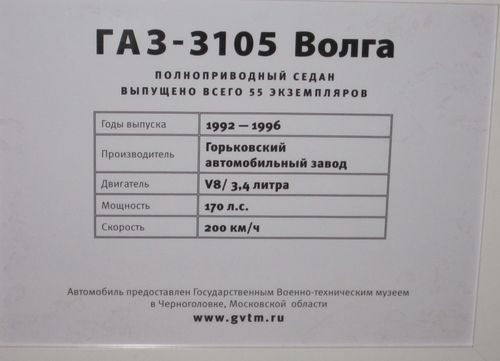 ГАЗ-3105 Волга
ПОЛНОПРИВОДНЫЙ СЕДАН
ВЫПУЩЕНО ВСЕГО 55 ЭКЗЕМПЛЯРОВ
Годы выпуска 1992 — 1996
Производитель Горьковский
автомобильный завод
Двигатель V8/ 3,4 литра
Мощность 170 л.с.
Скорость 200 км/ч
Автомобиль предоставлен Государственным Военно-техническим музеем
в Черноголовке, Московской области
www.gvtm.ru